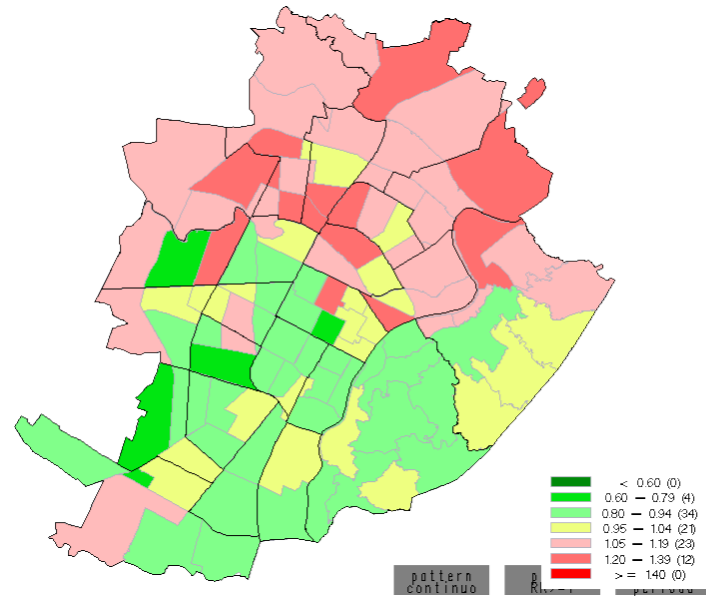 < 0.60 (0)
0.60 – 0.79 (4)
0.80 – 0.94 (34)
0.95 – 1.04 (21)
1.05 – 1.19 (23)
1.20 – 1.39 (12)
>= 1.40 (0)
pattern
continuo